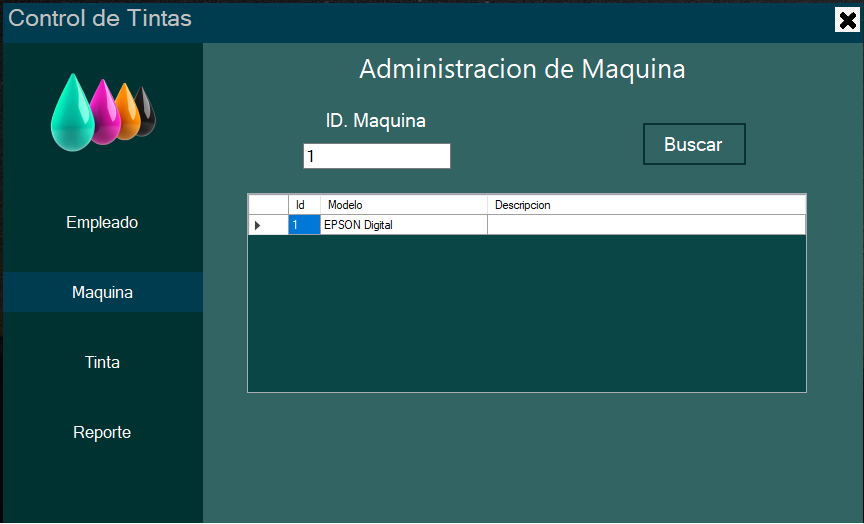 Control de Tintas
Administracion de Maquina
ID. Maquina
1
Buscar
Id Modelo Descripcion
1 EPSON Digital
Empleado
Maquina
Tinta
Reporte